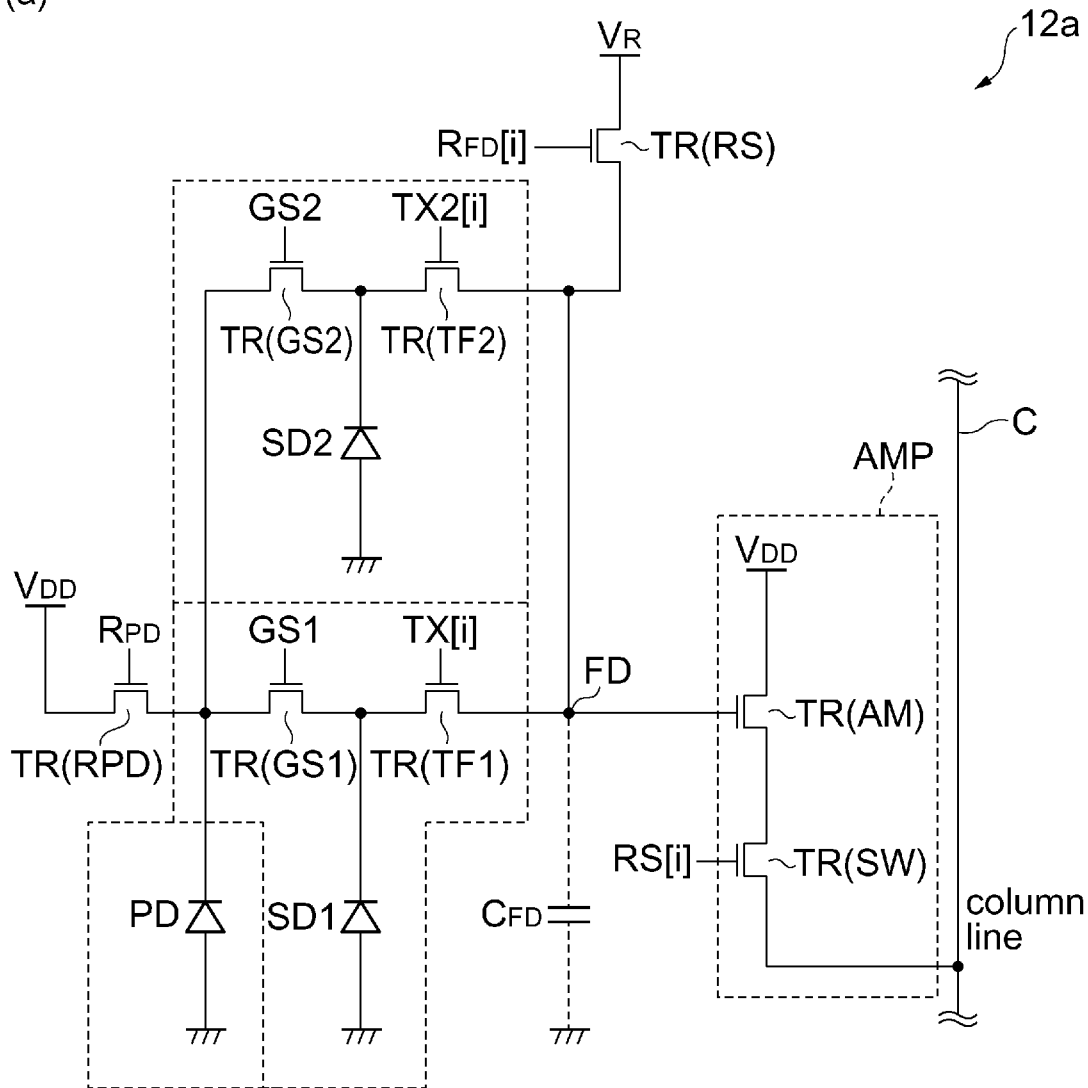 (a)
12a
VR
RFD[i]
TR(RS)
GS2
TX2[i]
TR(GS2)
TR(TF2)
SD2
C
AMP
VDD
VDD
RPD
GS1
TX[i]
FD
TR(RPD)
TR(GS1)
TR(TF1)
TR(AM)
RS[i]
TR(SW)
PD
SD1
CFD
column
line